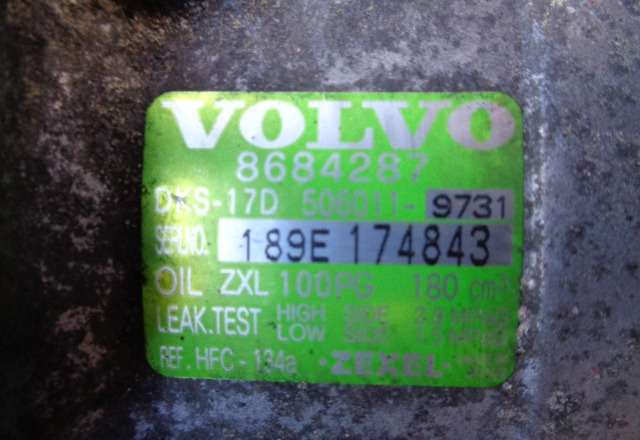 VOLVO
8684287
DKS-17D 506011-9731
SERI.NO. 189E 174843
OIL ZXL 100PG 180 cm³
LEAK.TEST HIGH SIDE
LOW SIDE
REF. HFC-134a ·ZEXEL·